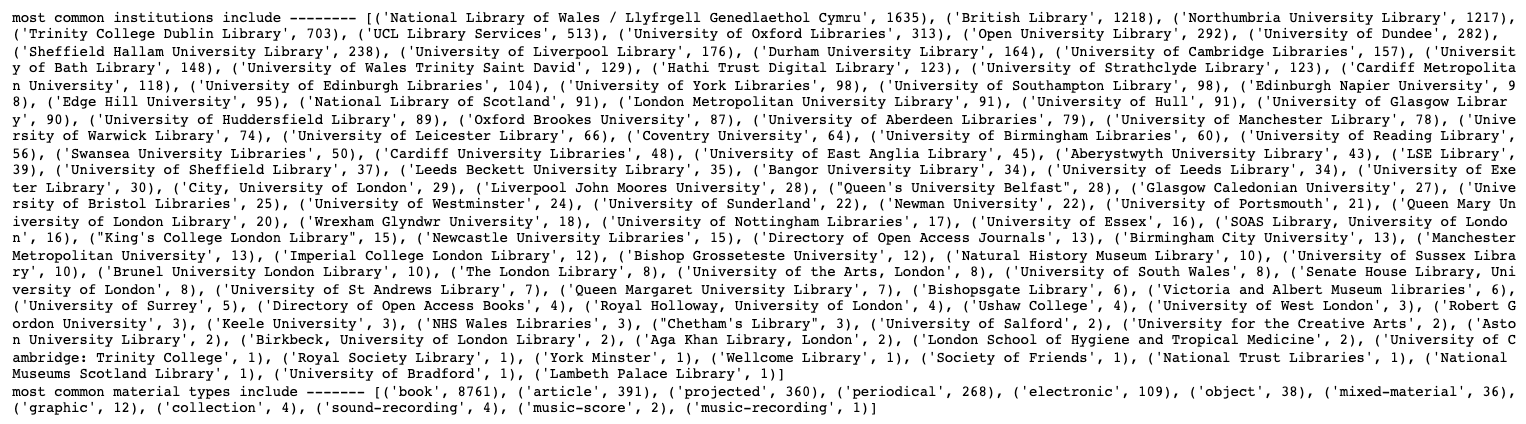 most common institutions include -------- [('National Library of Wales / Llyfrgell Genedlaethol Cymru', 1635), ('British Library', 1218), ('Northumbria University Library', 1217),
('Trinity College Dublin Library', 703), ('UCL Library Services', 513), ('University of Oxford Libraries', 313), ('Open University Library', 292), ('University of Dundee', 282),
('Sheffield Hallam University Library', 238), ('University of Liverpool Library', 176), ('Durham University Library', 164), ('University of Cambridge Libraries', 157), ('Universit
y of Bath Library', 148), ('University of Wales Trinity Saint David', 129), ('Hathi Trust Digital Library', 123), ('University of Strathclyde Library', 123), ('Cardiff Metropolita
n University', 118), ('University of Edinburgh Libraries', 104), ('University of York Libraries', 98), ('University of Southampton Library', 98), ('Edinburgh Napier University', 9
8), ('Edge Hill University', 95), ('National Library of Scotland', 91), ('London Metropolitan University Library', 91), ('University of Hull', 91), ('University of Glasgow Librar
y', 90), ('University of Huddersfield Library', 89), ('Oxford Brookes University', 87), ('University of Aberdeen Libraries', 79), ('University of Manchester Library', 78), ('Unive
rsity of Warwick Library', 74), ('University of Leicester Library', 66), ('Coventry University', 64), ('University of Birmingham Libraries', 60), ('University of Reading Library',
56), ('Swansea University Libraries', 50), ('Cardiff University Libraries', 48), ('University of East Anglia Library', 45), ('Aberystwyth University Library', 43), ('LSE Library',
39), ('University of Sheffield Library', 37), ('Leeds Beckett University Library', 35), ('Bangor University', 34), ('University of Leeds Library', 34), ('University of Exe
ter Library', 30), ('City, University of London', 29), ('Liverpool John Moores University', 28), ("Queen's University Belfast", 28), ('Glasgow Caledonian University', 27), ('Unive
rsity of Bristol Libraries', 25), ('University of Westminster', 24), ('University of Sunderland', 22), ('Newman University', 22), ('University of Portsmouth', 21), ('Queen Mary Un
iversity of London Library', 20), ('Wrexham Glyndwr University', 18), ('University of Nottingham Libraries', 17), ('University of Essex', 16), ('SOAS Library, University of Londo
n', 16), ("King's College London Library", 15), ('Newcastle University Libraries', 15), ('Directory of Open Access Journals', 13), ('Birmingham City University', 13), ('Manchester
Metropolitan University', 13), ('Imperial College London Library', 12), ('Bishop Grosseteste University', 12), ('Natural History Museum Library', 10), ('University of Sussex Libra
ry', 10), ('Brunel University London Library', 10), ('The London Library', 8), ('University of the Arts, London', 8), ('University of South Wales', 8), ('Senate House Library, Uni
versity of London', 8), ('University of St Andrews Library', 7), ('Queen Margaret University Library', 7), ('Bishopsgate Library', 6), ('Victoria and Albert Museum libraries', 6),
('University of Surrey', 5), ('Directory of Open Access Books', 4), ('Royal Holloway, University of London', 4), ('Ushaw College', 4), ('University of West London', 3), ('Robert G
ordon University', 3), ('Keele University', 3), ('NHS Wales Libraries', 3), ("Chetham's Library", 3), ('University of Salford', 2), ('University for the Creative Arts', 2), ('Asto
n University Library', 2), ('Birkbeck, University of London Library', 2), ('Aga Khan Library, London', 2), ('London School of Hygiene and Tropical Medicine', 2), ('University of C
ambridge: Trinity College', 1), ('Royal Society Library', 1), ('York Minster', 1), ('Wellcome Library', 1), ('Society of Friends', 1), ('National Trust Libraries', 1), ('National
Museums Scotland Library', 1), ('University of Bradford', 1), ('Lambeth Palace Library', 1)]
most common material types include ------- [('book', 8761), ('article', 391), ('projected', 360), ('periodical', 268), ('electronic', 109), ('object', 38), ('mixed-material', 36),
('graphic', 12), ('collection', 4), ('sound-recording', 4), ('music-score', 2), ('music-recording', 1)]